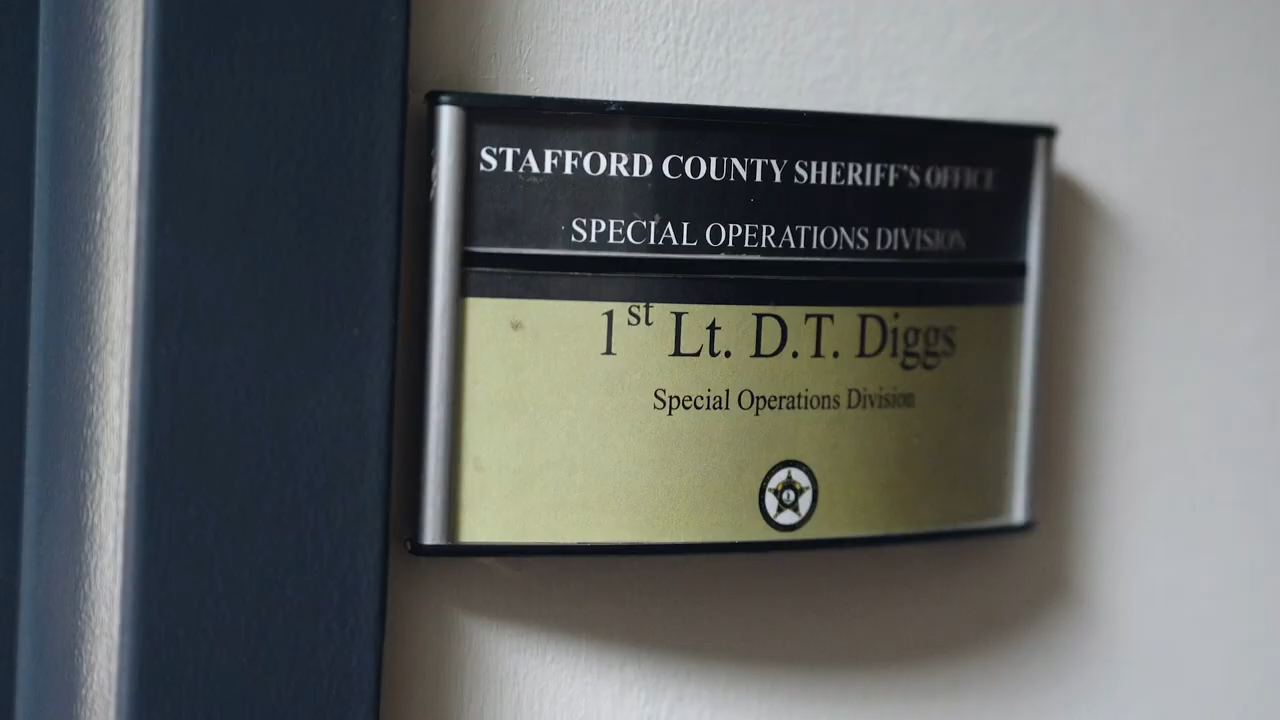 STAFFORD COUNTY SHERIFF'S OFFICE
SPECIAL OPERATIONS DIVISION
1st Lt. D.T. Diggs
Special Operations Division